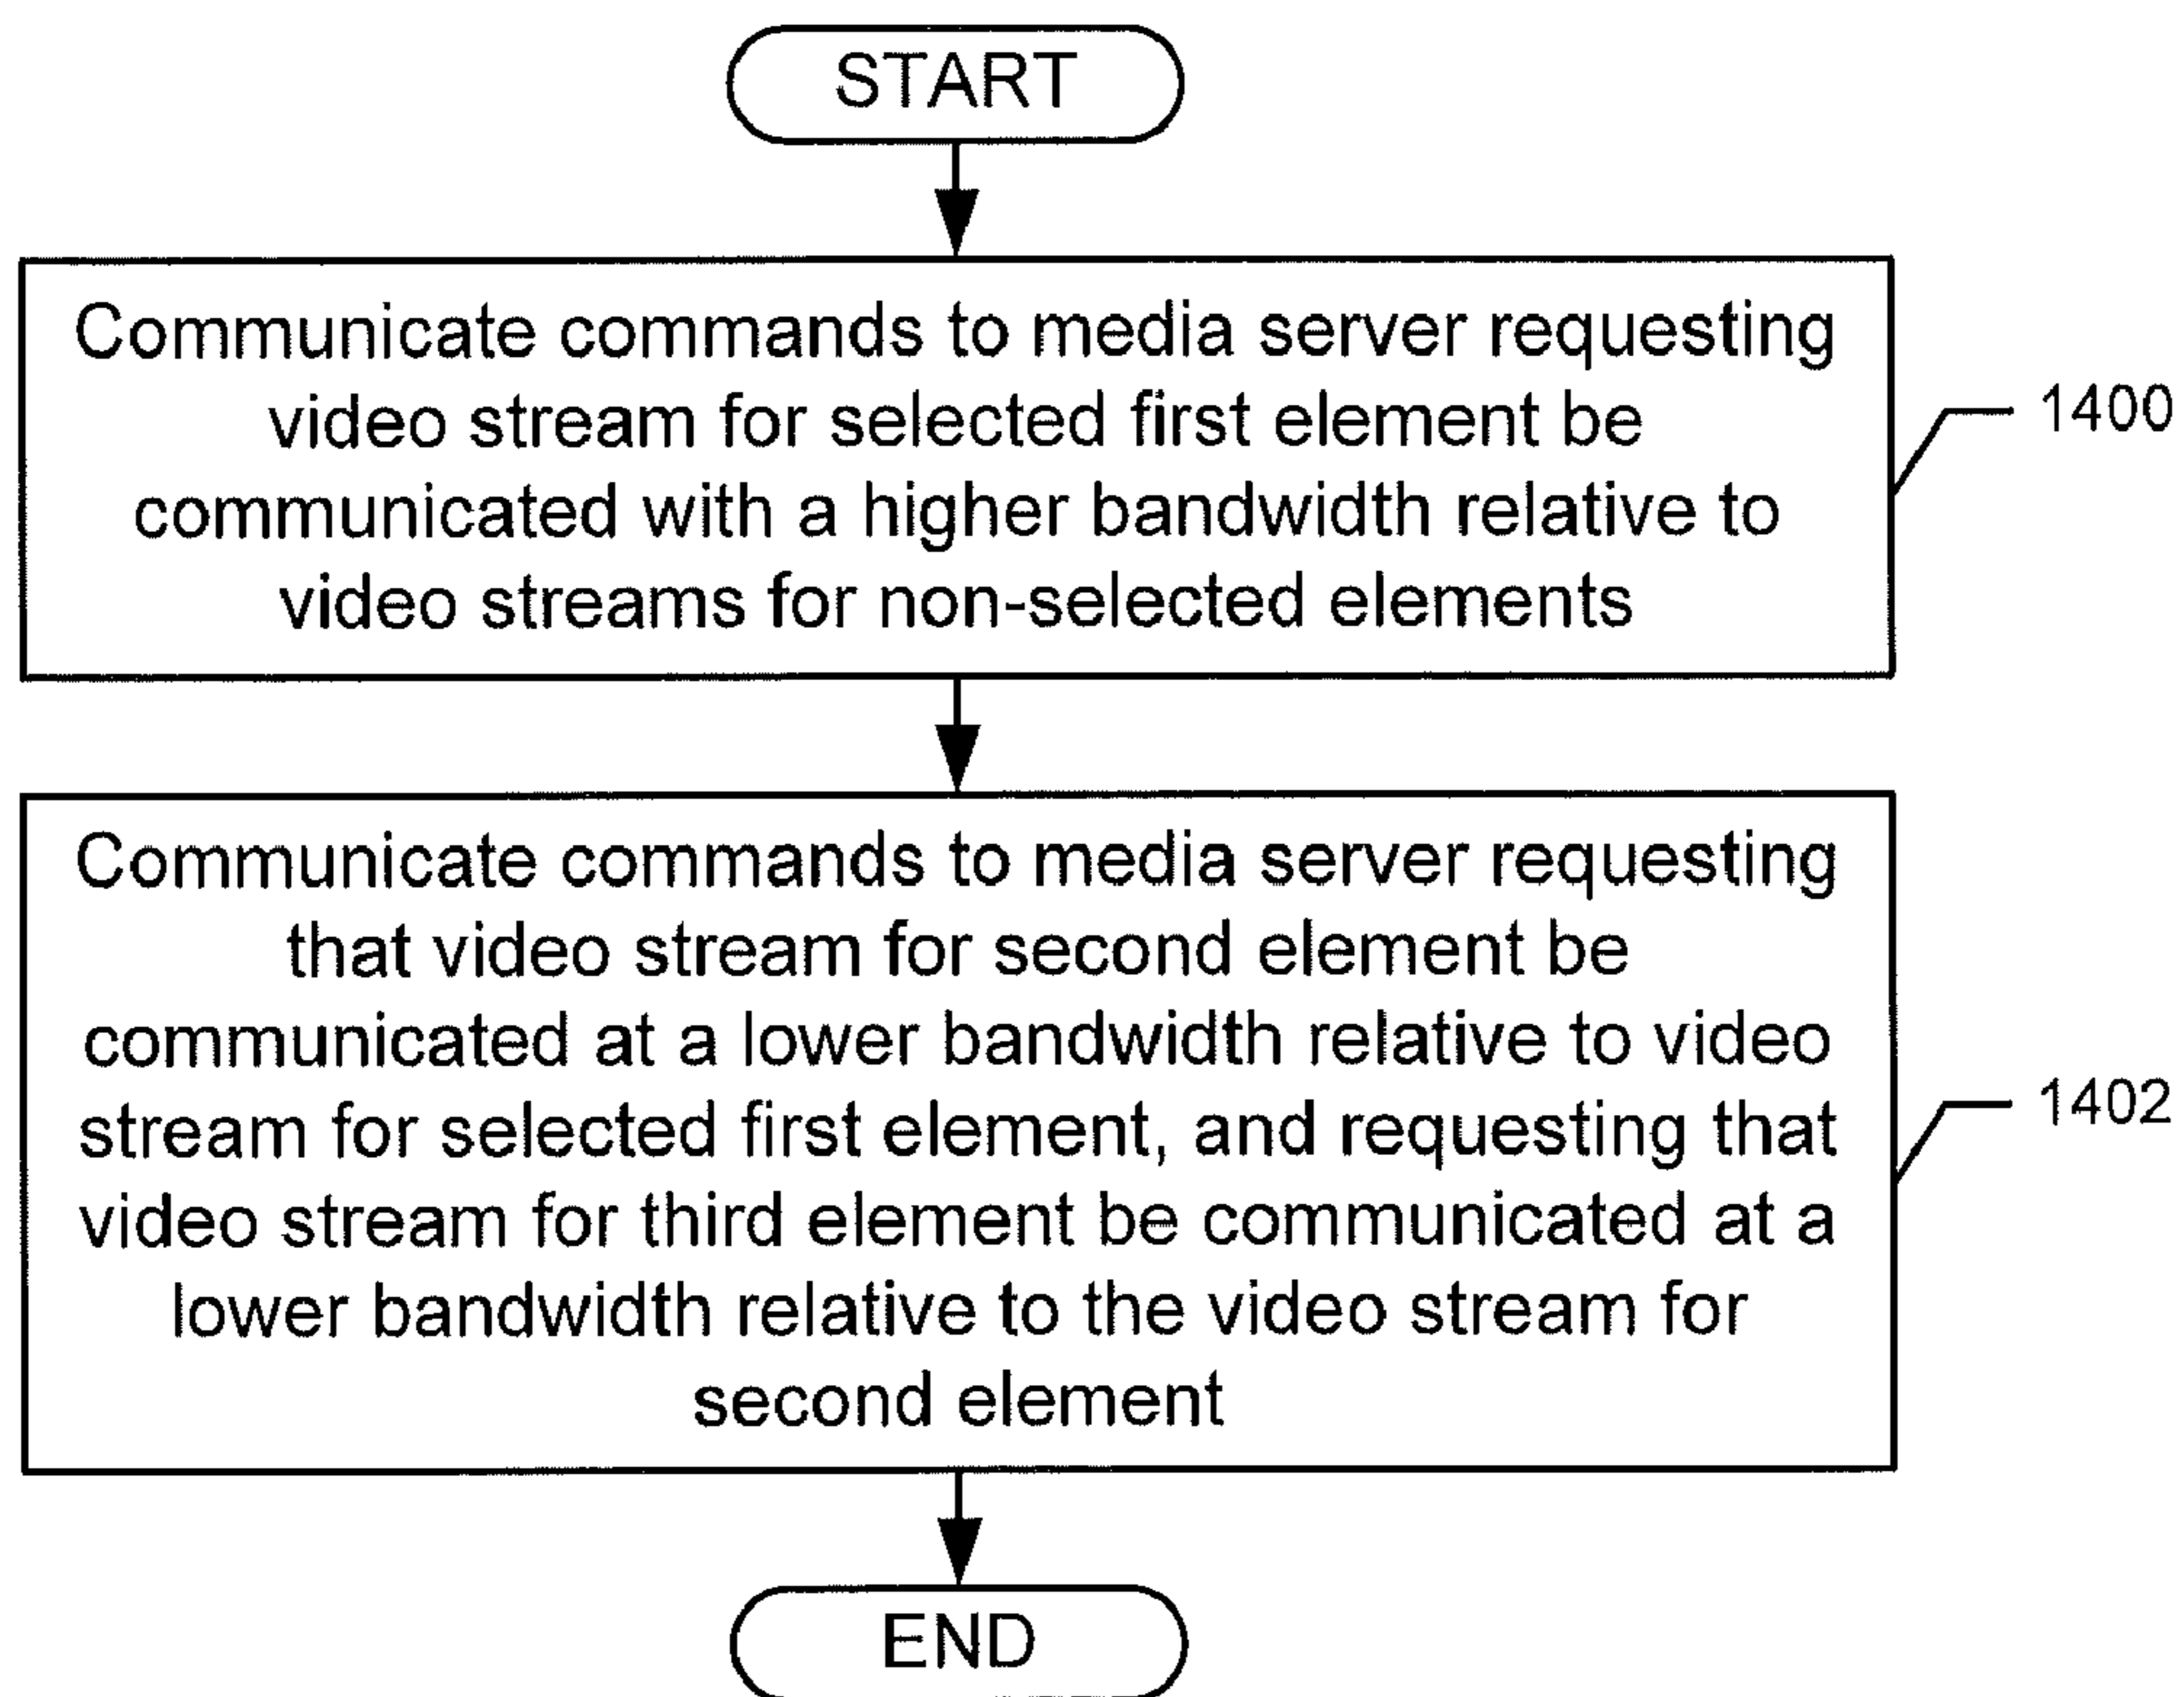 START
Communicate commands to media server requesting
video stream for selected first element be
communicated with a higher bandwidth relative to
video streams for non-selected elements
1400
Communicate commands to media server requesting
that video stream for second element be
communicated at a lower bandwidth relative to video
stream for selected first element, and requesting that
video stream for third element be communicated at a
lower bandwidth relative to the video stream for
second element
1402
END